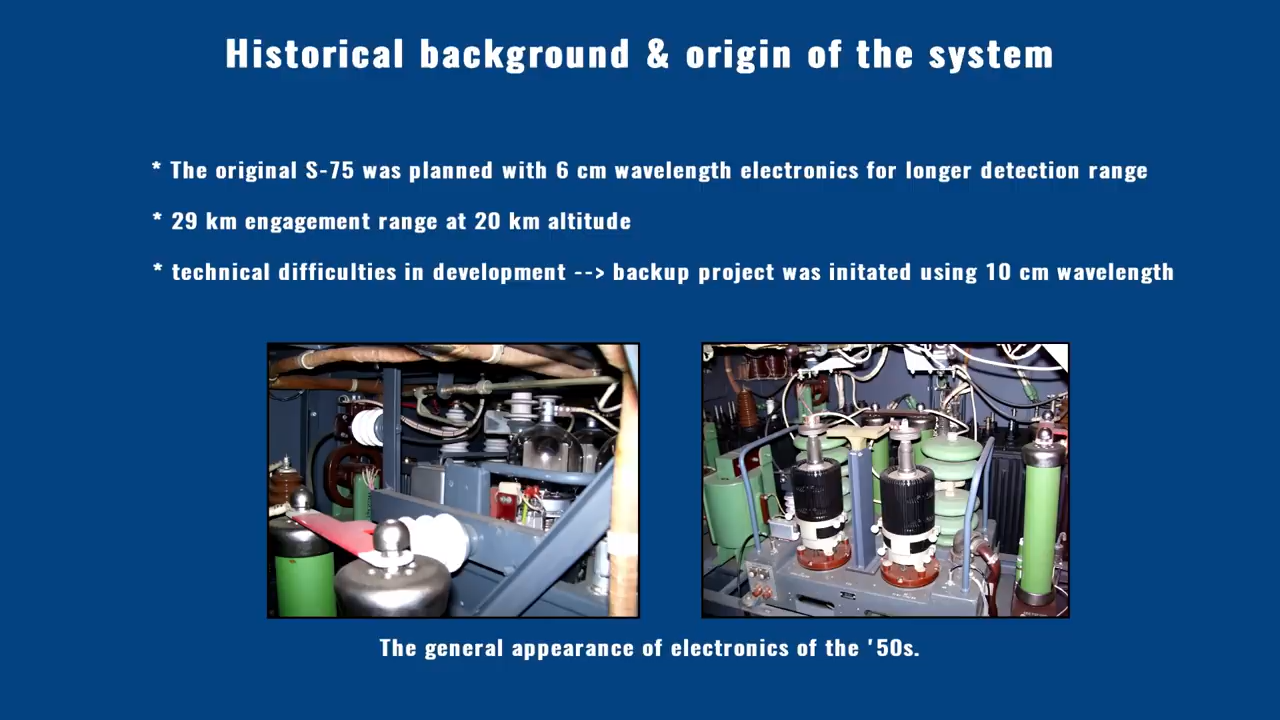 Historical background & origin of the system
* The original S-75 was planned with 6 cm wavelength electronics for longer detection range
* 29 km engagement range at 20 km altitude
* technical difficulties in development --> backup project was initated using 10 cm wavelength
The general appearance of electronics of the '50s.